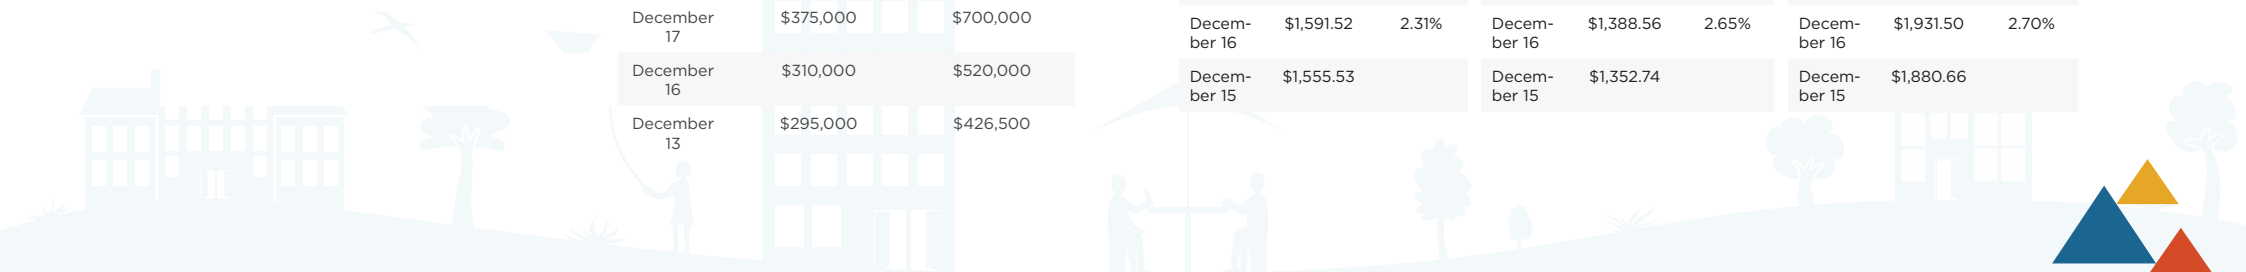 December $375,000 $700,000
17
December $310,000 $520,000
16
December $295,000 $426,500
13
Decem- $1,591.52 2.31%
ber 16
Decem- $1,555.53
ber 15
Decem- $1,388.56 2.65%
ber 16
Decem- $1,352.74
ber 15
Decem- $1,931.50 2.70%
ber 16
Decem- $1,880.66
ber 15